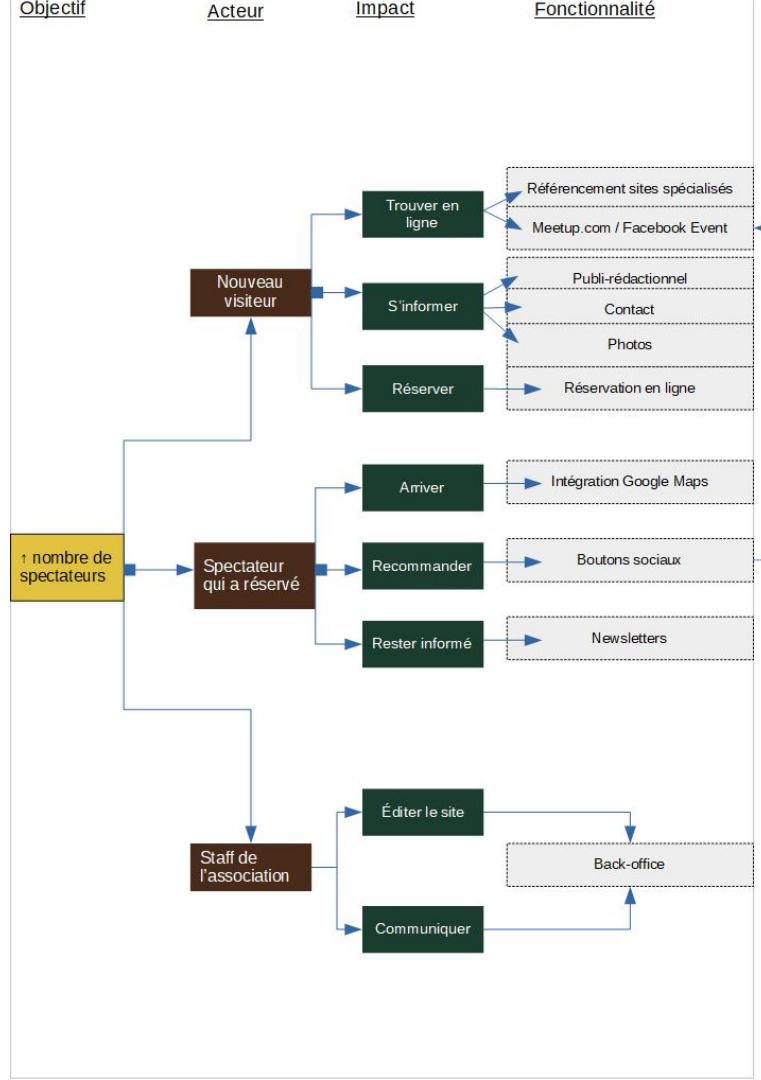 Objectif
Acteur
Impact
Fonctionnalité
Trouver en
ligne
Référencement sites spécialisés
Meetup.com / Facebook Event
Nouveau
visiteur
S'informer
Publi-rédactionnel
Contact
Photos
Réserver
Réservation en ligne
↑ nombre de
spectateurs
Spectateur
qui a réservé
Arriver
Intégration Google Maps
Recommander
Boutons sociaux
Rester informé
Newsletters
Staff de
l'association
Éditer le site
Back-office
Communiquer